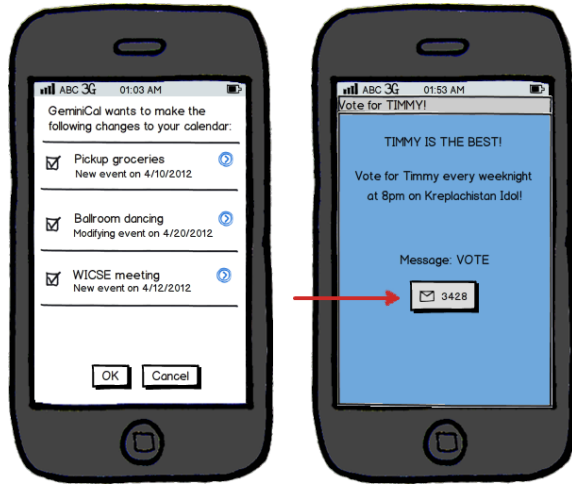 ABC 3G 01:03 AM
GeminiCal wants to make the
following changes to your calendar:
Pickup groceries
New event on 4/10/2012
Ballroom dancing
Modifying event on 4/20/2012
WICSE meeting
New event on 4/12/2012
OK Cancel
ABC 3G 01:53 AM
Vote for TIMMY!
TIMMY IS THE BEST!
Vote for Timmy every weeknight
at 8pm on Kreplachistan Idol!
Message: VOTE
3428